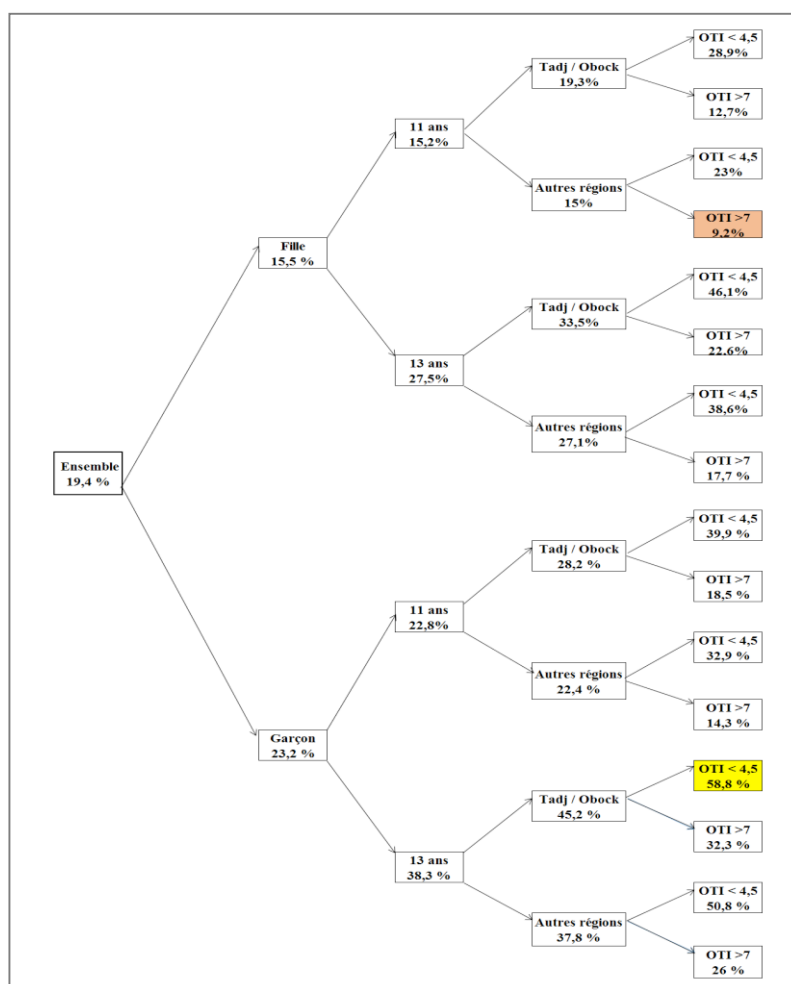 OTI < 4,5
28,9%
Tadj / Obock
19,3%
OTI >7
12,7%
11 ans
15,2%
OTI < 4,5
23%
Autres régions
15%
OTI >7
9,2%
Fille
15,5 %
OTI < 4,5
46,1%
Tadj / Obock
33,5%
OTI >7
22,6%
13 ans
27,5%
OTI < 4,5
38,6%
Autres régions
27,1%
OTI >7
17,7 %
Ensemble
19,4 %
OTI < 4,5
39,9 %
Tadj / Obock
28,2 %
OTI >7
18,5 %
11 ans
22,8%
OTI < 4,5
32,9 %
Autres régions
22,4 %
OTI >7
14,3 %
Garçon
23,2 %
OTI < 4,5
58,8 %
Tadj / Obock
45,2 %
OTI >7
32,3 %
13 ans
38,3 %
OTI < 4,5
50,8 %
Autres régions
37,8 %
OTI >7
26 %